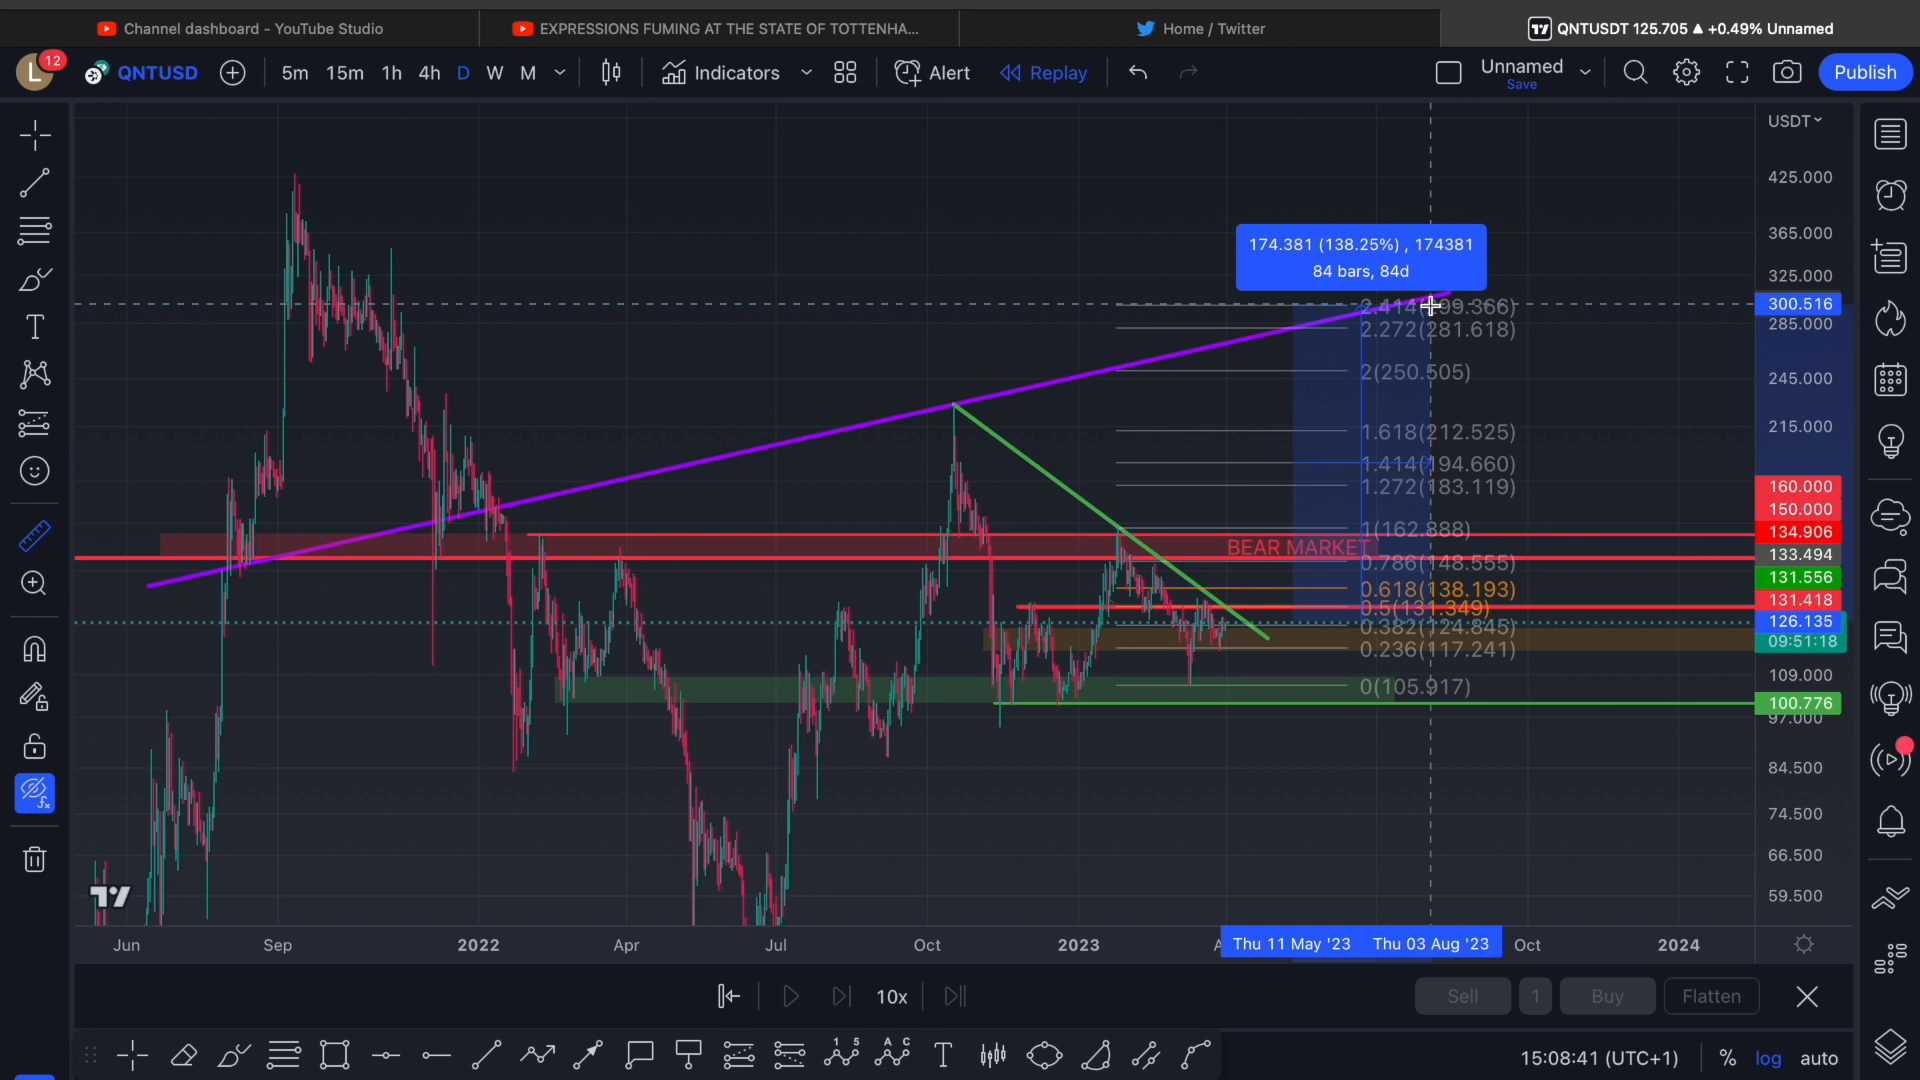 Channel dashboard - YouTube Studio
EXPRESSIONS FUMING AT THE STATE OF TOTTENHA...
Home / Twitter
QNTUSDT 125.705 ▲ +0.49% Unnamed
L
12
QNTUSD
5m 15m 1h 4h D W M
Indicators
Alert
Replay
Unnamed
Save
Publish
USDT
425.000
365.000
325.000
300.516
285.000
245.000
215.000
160.000
150.000
134.906
133.494
131.556
131.418
126.135
09:51:18
109.000
100.776
97.000
84.500
74.500
66.500
59.500
174.381 (138.25%) , 174381
84 bars, 84d
2.272(281.618)
2(250.505)
1.618(212.525)
1.414(194.660)
1.272(183.119)
1(162.888)
BEAR MARKET
0.786(148.555)
0.618(138.193)
0.5(131.349)
0.382(124.845)
0.236(117.241)
0(105.917)
Jun Sep 2022 Apr Jul Oct 2023
Thu 11 May '23 Thu 03 Aug '23
Oct 2024
10x
Sell 1 Buy Flatten
15:08:41 (UTC+1) % log auto